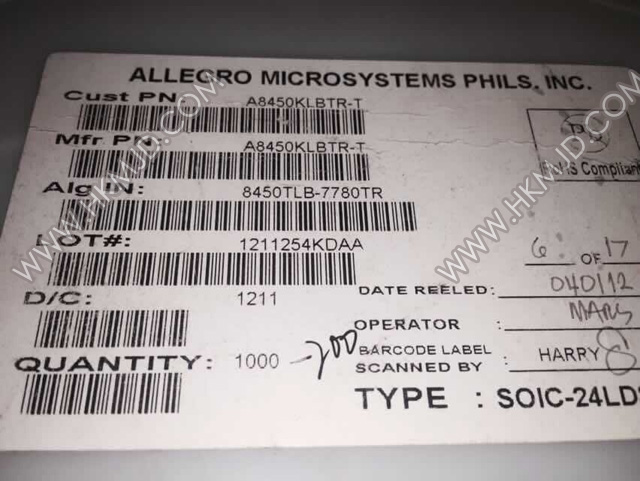 ALLEGRO MICROSYSTEMS PHILS, INC.
Cust PN: A8450KLBTR-T
Mfr PN: A8450KLBTR-T
Alg IN: 8450TLB-7780TR
RoHS Compliant
LOT#: 1211254KDAA
6 OF 17
D/C: 1211
DATE REELED: 040112
OPERATOR :
QUANTITY: 1000 -200
BARCODE LABEL
SCANNED BY : HARRY
TYPE : SOIC-24LD
WWW.HKMJD.COM
WWW.HKMJD.COM